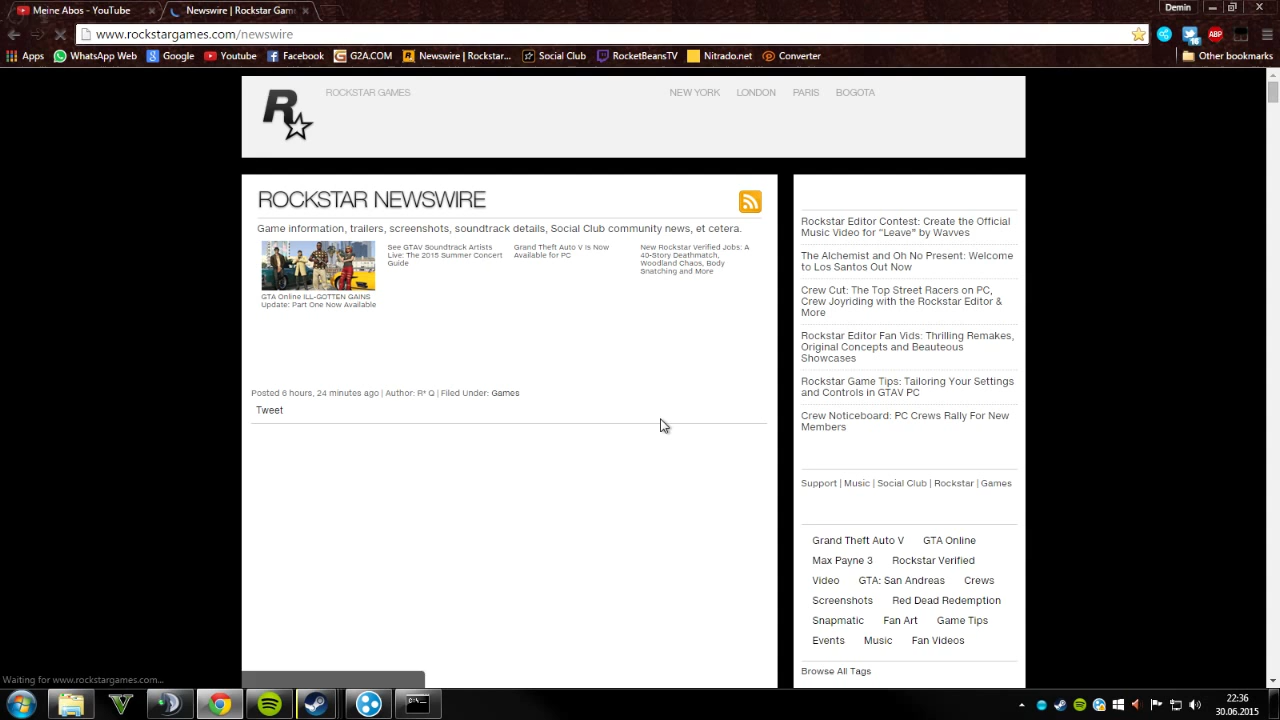 Meine Abos - YouTube
Newswire | Rockstar Gam
Demin
www.rockstargames.com/newswire
Apps
WhatsApp Web
Google
YouTube
Facebook
G2A.COM
Newswire | Rockstar...
Social Club
RocketBeansTV
Nitrado.net
Converter
Other bookmarks
16
ABP
R
ROCKSTAR GAMES
NEW YORK LONDON PARIS BOGOTA
ROCKSTAR NEWSWIRE
Game information, trailers, screenshots, soundtrack details, Social Club community news, et cetera.
GTA Online ILL-GOTTEN GAINS
Update: Part One Now Available
See GTAV Soundtrack Artists
Live: The 2015 Summer Concert
Guide
Grand Theft Auto V Is Now
Available for PC
New Rockstar Verified Jobs: A
40-Story Deathmatch,
Woodland Chaos, Body
Snatching and More
Posted 6 hours, 24 minutes ago | Author: R* Q | Filed Under: Games
Tweet
Rockstar Editor Contest: Create the Official
Music Video for "Leave" by Wavves
The Alchemist and Oh No Present: Welcome
to Los Santos Out Now
Crew Cut: The Top Street Racers on PC,
Crew Joyriding with the Rockstar Editor &
More
Rockstar Editor Fan Vids: Thrilling Remakes,
Original Concepts and Beauteous
Showcases
Rockstar Game Tips: Tailoring Your Settings
and Controls in GTAV PC
Crew Noticeboard: PC Crews Rally For New
Members
Support | Music | Social Club | Rockstar | Games
Grand Theft Auto V GTA Online
Max Payne 3 Rockstar Verified
Video GTA: San Andreas Crews
Screenshots Red Dead Redemption
Snapmatic Fan Art Game Tips
Events Music Fan Videos
Browse All Tags
Waiting for www.rockstargames.com...
22:36
30.06.2015